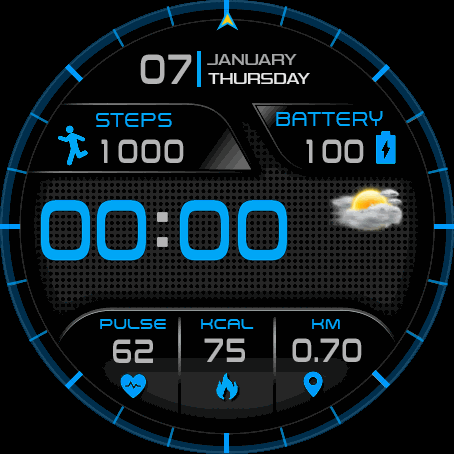 07 JANUARY
THURSDAY
STEPS
1000
BATTERY
100
00:00
PULSE KCAL KM
62 75 0.70